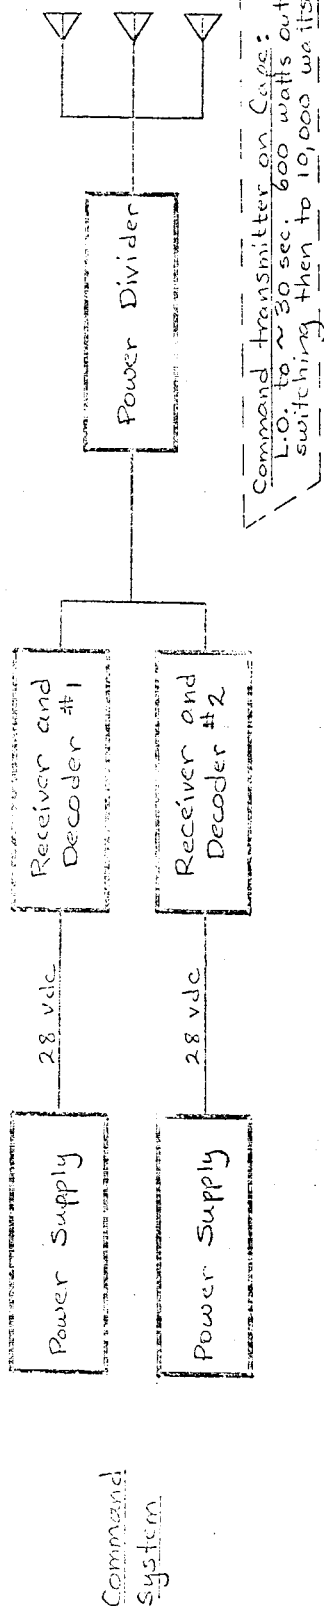 Command
System
Power Supply
28 vdc
Receiver and
Decoder #1
Power Supply
28 vdc
Receiver and
Decoder #2
Power Divider
Command transmitter on Cape:
L.O. to ~30 sec. 600 watts out
switching then to 10,000 watts